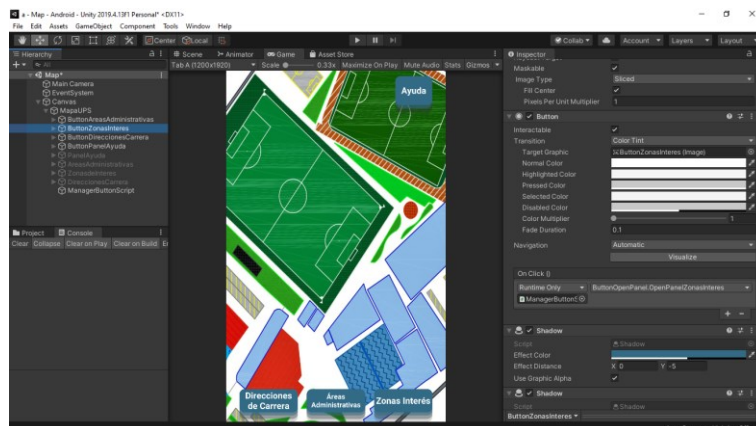 a - Map - Android - Unity 2019.4.13f1 Personal* <DX11>
File Edit Assets GameObject Component Tools Window Help
Center Local
Collab Account Layers Layout
Hierarchy
All
Map*
Main Camera
EventSystem
Canvas
MapaUPS
ButtonAreasAdministrativas
ButtonZonasInteres
ButtonDireccionesCarrera
ButtonPanelAyuda
PanelAyuda
AreasAdministrativas
ZonasdeInteres
DireccionesCarrera
ManagerButtonScript
Project Console
Clear Collapse Clear on Play Clear on Build
Scene Animator Game Asset Store
Tab A (1200x1920) Scale 0.33x Maximize On Play Mute Audio Stats Gizmos
Ayuda
Direcciones
de Carrera
Áreas
Administrativas
Zonas Interés
Inspector
Maskable
Image Type Sliced
Fill Center
Pixels Per Unit Multiplier 1
Button
Interactable
Transition Color Tint
Target Graphic ButtonZonasInteres (Image)
Normal Color
Highlighted Color
Pressed Color
Selected Color
Disabled Color
Color Multiplier 1
Fade Duration 0.1
Navigation Automatic
Visualize
On Click ()
Runtime Only ButtonOpenPanel.OpenPanelZonasInteres
ManagerButtonS
Shadow
Script Shadow
Effect Color
Effect Distance X 0 Y -5
Use Graphic Alpha
Shadow
Script Shadow
ButtonZonasInteres